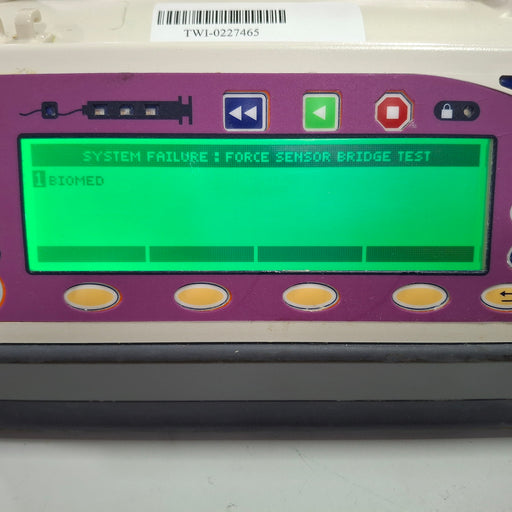 TWI-0227465
SYSTEM FAILURE : FORCE SENSOR BRIDGE TEST
1 BIOMED